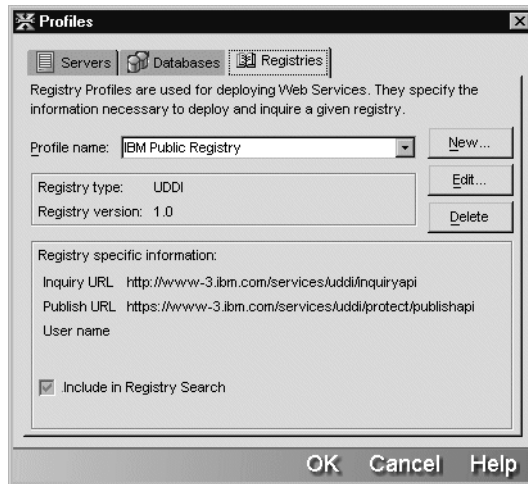 Profiles
Servers Databases Registries
Registry Profiles are used for deploying Web Services. They specify the
information necessary to deploy and inquire a given registry.
Profile name: IBM Public Registry New...
Registry type: UDDI Edit...
Registry version: 1.0 Delete
Registry specific information:
Inquiry URL http://www-3.ibm.com/services/uddi/inquiryapi
Publish URL https://www-3.ibm.com/services/uddi/protect/publishapi
User name
Include in Registry Search
OK Cancel Help